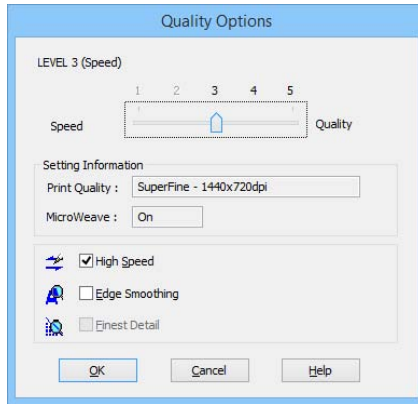 Quality Options
LEVEL 3 (Speed)
1 2 3 4 5
Speed Quality
Setting Information
Print Quality : SuperFine - 1440x720dpi
MicroWeave : On
High Speed
Edge Smoothing
Finest Detail
OK Cancel Help